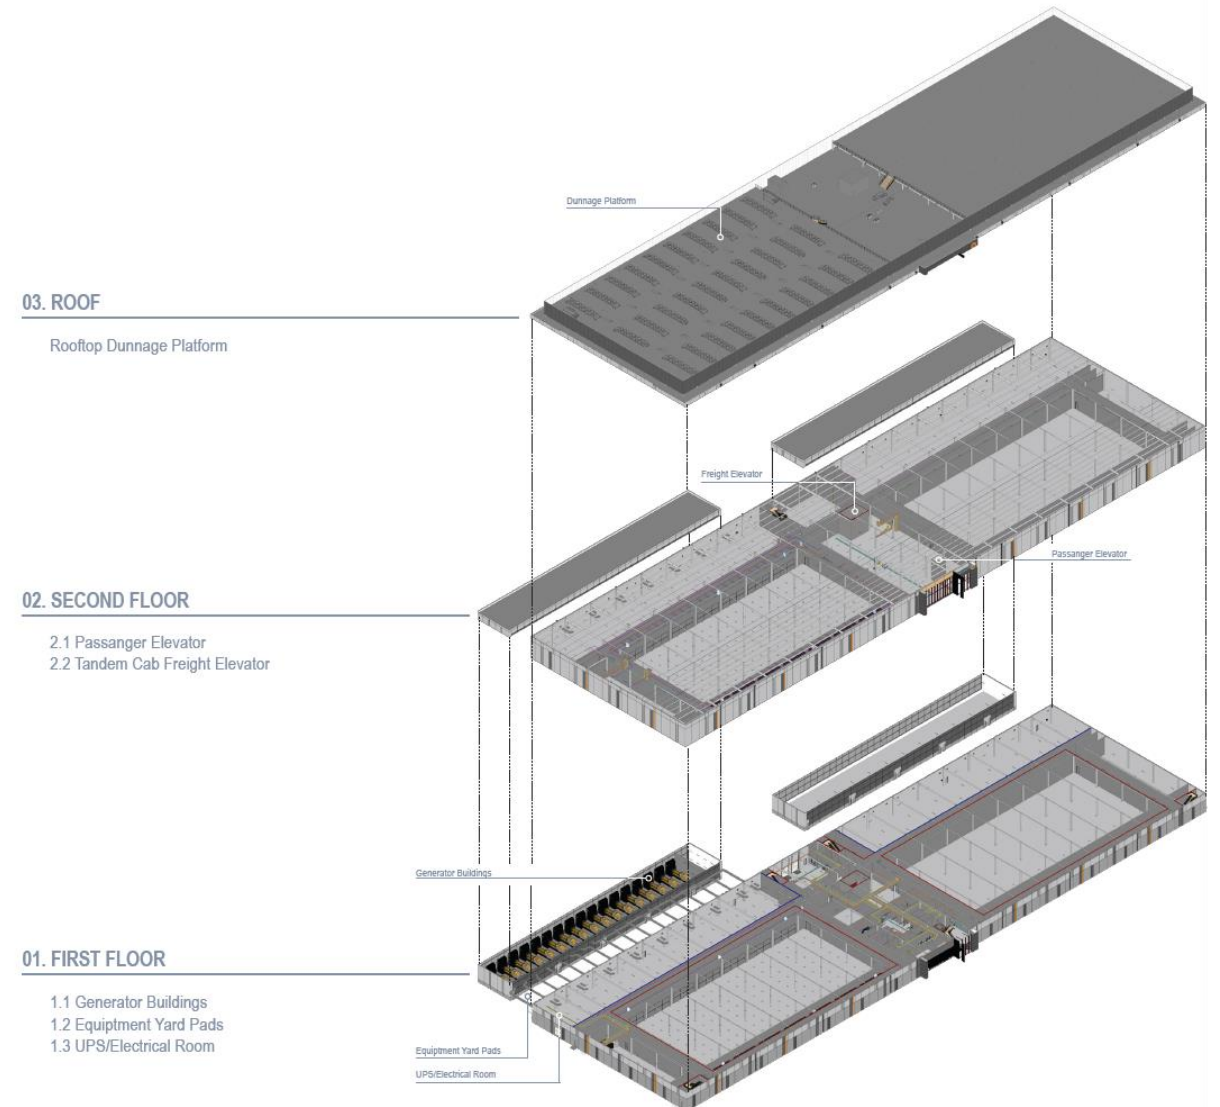 Dunnage Platform
03. ROOF
Rooftop Dunnage Platform
Freight Elevator
Passanger Elevator
02. SECOND FLOOR
2.1 Passanger Elevator
2.2 Tandem Cab Freight Elevator
Generator Buildings
01. FIRST FLOOR
1.1 Generator Buildings
1.2 Equiptment Yard Pads
1.3 UPS/Electrical Room
Equiptment Yard Pads
UPS/Electrical Room